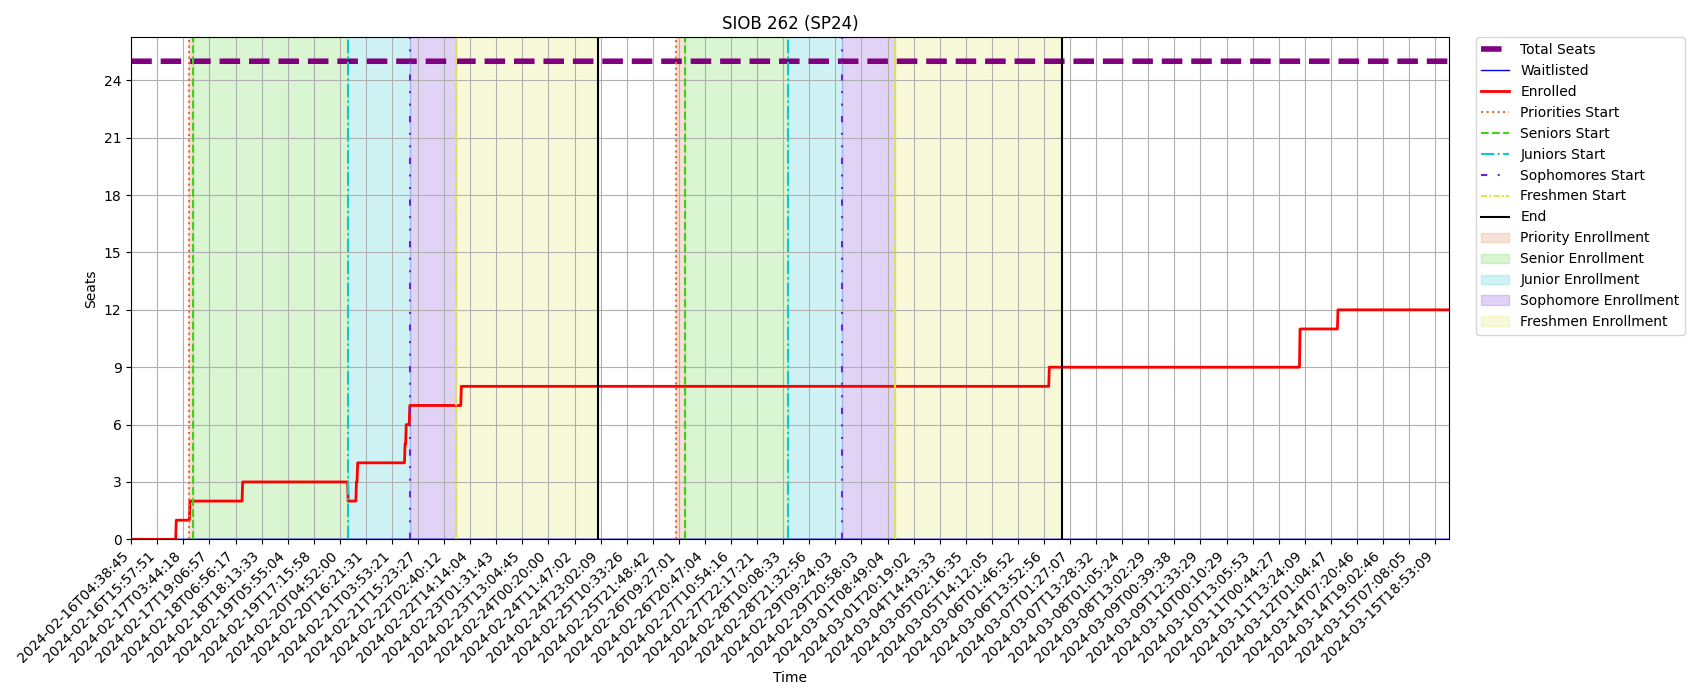 SIOB 262 (SP24)
Total Seats
Waitlisted
Enrolled
Priorities Start
Seniors Start
Juniors Start
Sophomores Start
Freshmen Start
End
Priority Enrollment
Senior Enrollment
Junior Enrollment
Sophomore Enrollment
Freshmen Enrollment
Seats
24
21
18
15
12
9
6
3
0
2024-02-16T04:38:45
2024-02-16T15:57:51
2024-02-17T03:44:18
2024-02-17T19:06:57
2024-02-18T06:56:17
2024-02-18T18:13:33
2024-02-19T05:55:04
2024-02-19T17:15:58
2024-02-20T04:52:00
2024-02-20T16:21:31
2024-02-21T03:53:21
2024-02-21T15:23:27
2024-02-22T02:40:12
2024-02-22T14:14:04
2024-02-23T01:31:43
2024-02-23T13:04:45
2024-02-24T00:20:00
2024-02-24T11:47:02
2024-02-24T23:02:09
2024-02-25T10:33:26
2024-02-25T21:48:42
2024-02-26T09:27:01
2024-02-26T20:47:04
2024-02-27T10:54:16
2024-02-27T22:17:21
2024-02-28T10:08:33
2024-02-28T21:32:56
2024-02-29T09:24:03
2024-02-29T20:58:03
2024-03-01T08:49:04
2024-03-01T20:19:02
2024-03-04T14:43:33
2024-03-05T02:16:35
2024-03-05T14:12:05
2024-03-06T01:46:52
2024-03-06T13:52:56
2024-03-07T01:27:07
2024-03-07T13:28:32
2024-03-08T01:05:24
2024-03-08T13:02:29
2024-03-09T00:39:38
2024-03-09T12:33:29
2024-03-10T00:10:29
2024-03-10T13:05:53
2024-03-11T00:44:27
2024-03-11T13:24:09
2024-03-12T01:04:47
2024-03-14T07:20:46
2024-03-14T19:02:46
2024-03-15T07:08:05
2024-03-15T18:53:09
Time